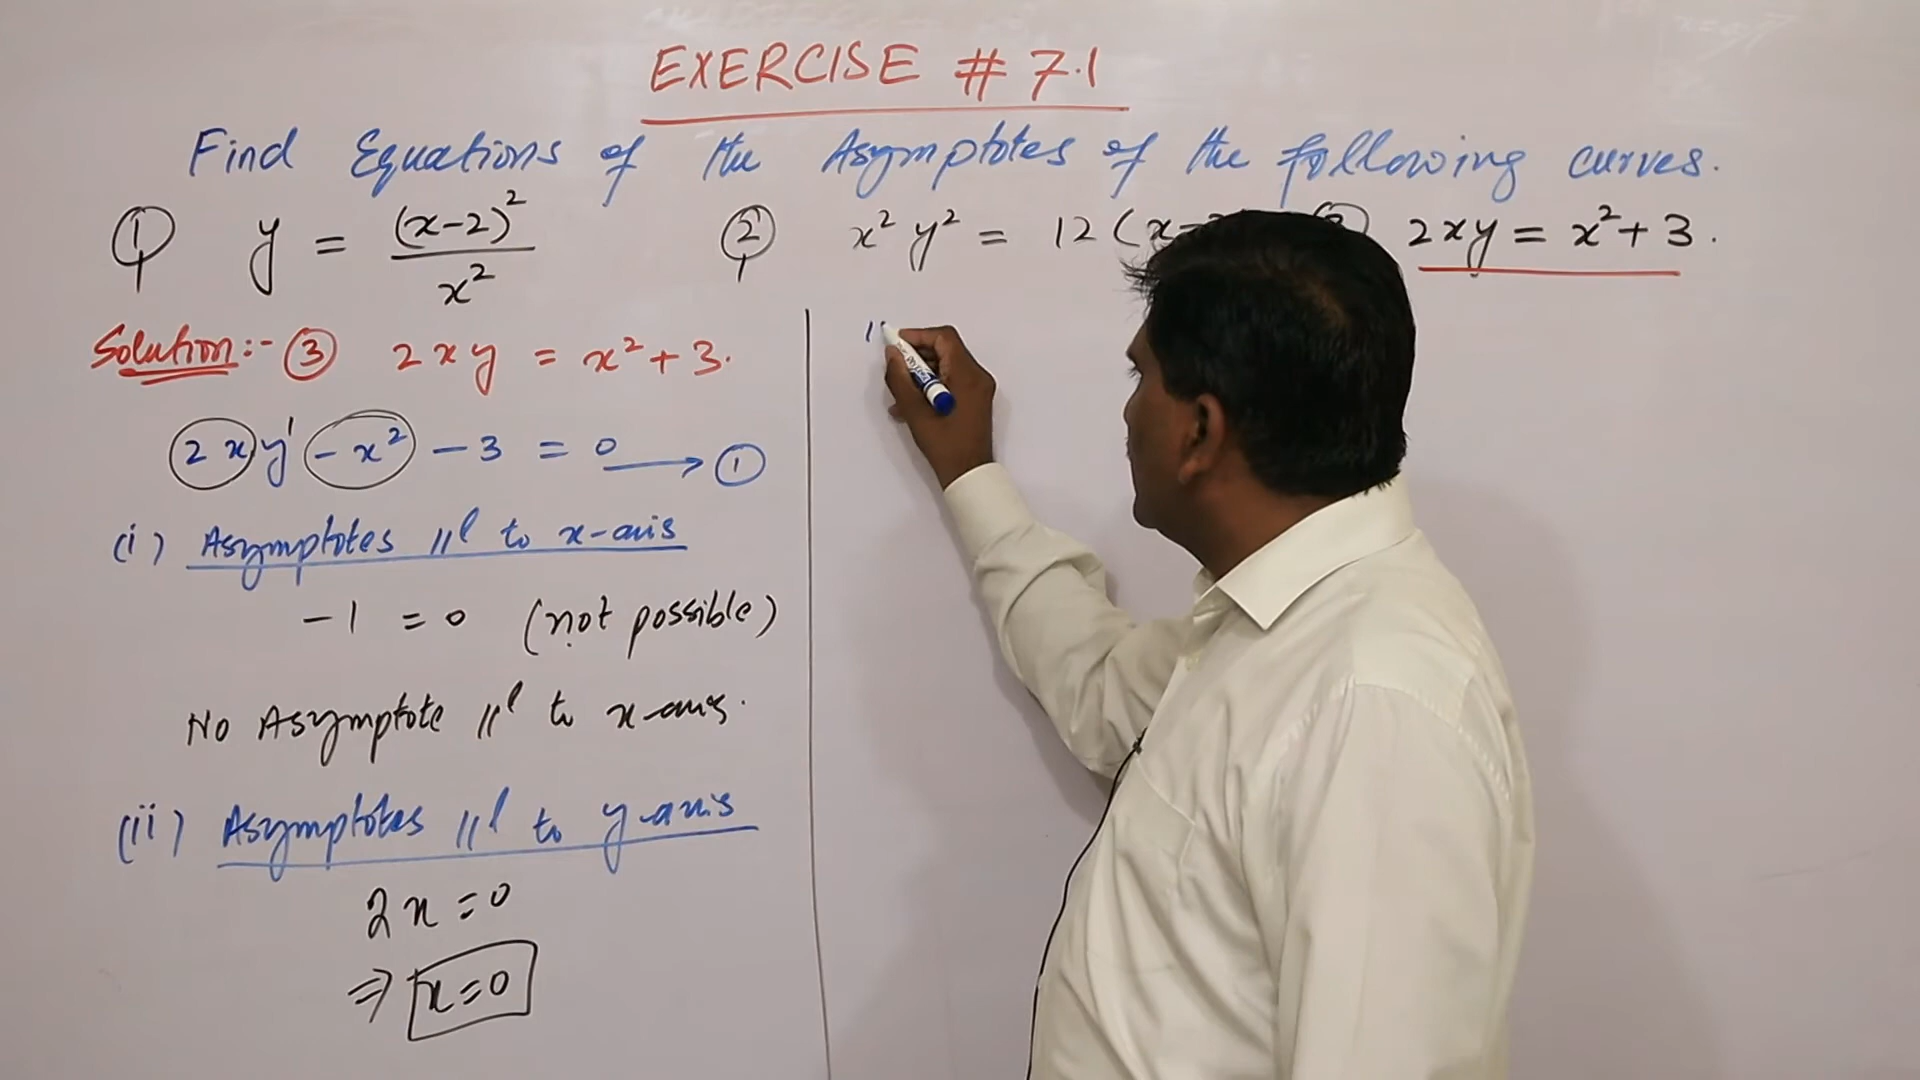 EXERCISE # 7.1
Find Equations of the Asymptotes of the following curves.
① y = (x-2)² / x²
② x² y² = 12 (x-
2xy = x² + 3.
Solution:- ③ 2xy = x² + 3.
2xy' - x² - 3 = 0 → ①
(i) Asymptotes ||l to x-axis
-1 = 0 (not possible)
No Asymptote ||l to x-axis.
(ii) Asymptotes ||l to y-axis
2x = 0
⇒ x = 0